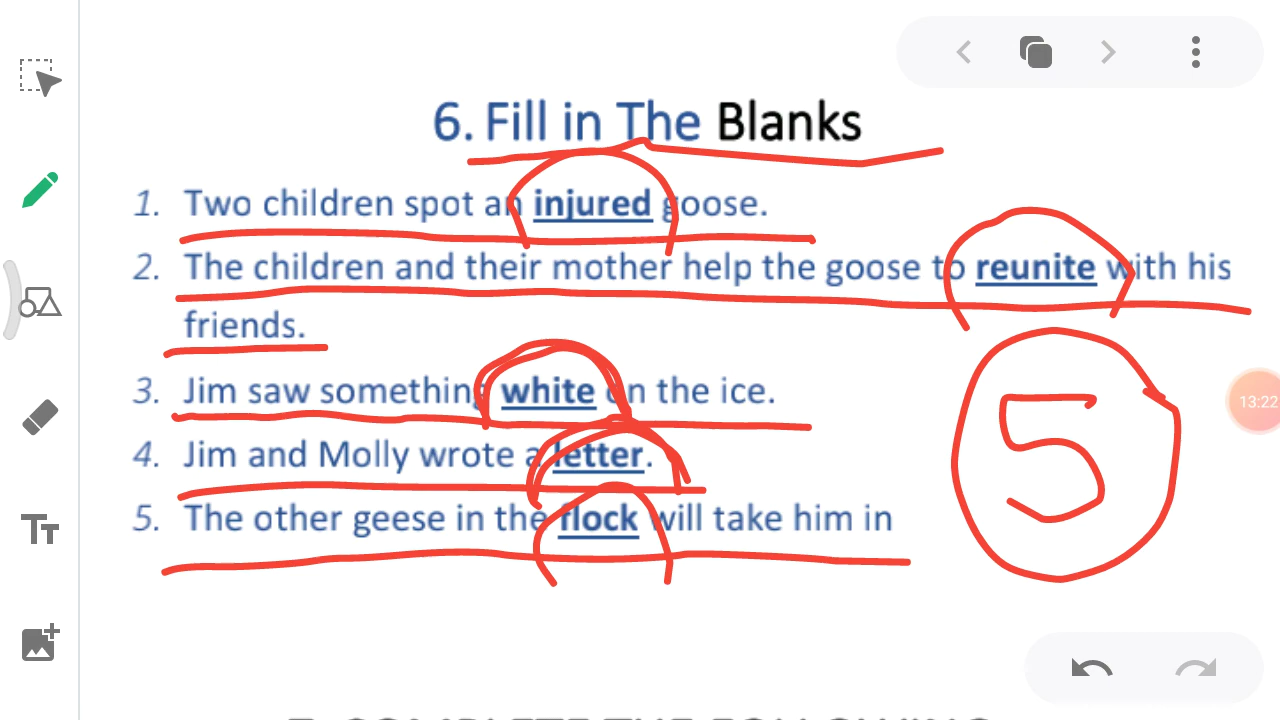 6. Fill in The Blanks
1. Two children spot an injured goose.
2. The children and their mother help the goose to reunite with his
friends.
3. Jim saw something white on the ice.
4. Jim and Molly wrote a letter.
5. The other geese in the flock will take him in
5
13:22
Tт